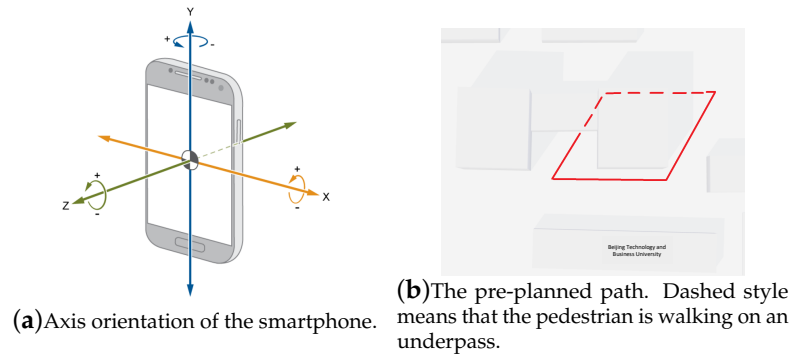 Y
+ -
+
-
Z
+
-
X
(a)Axis orientation of the smartphone.
Beijing Technology and
Business University
(b)The pre-planned path. Dashed style
means that the pedestrian is walking on an
underpass.